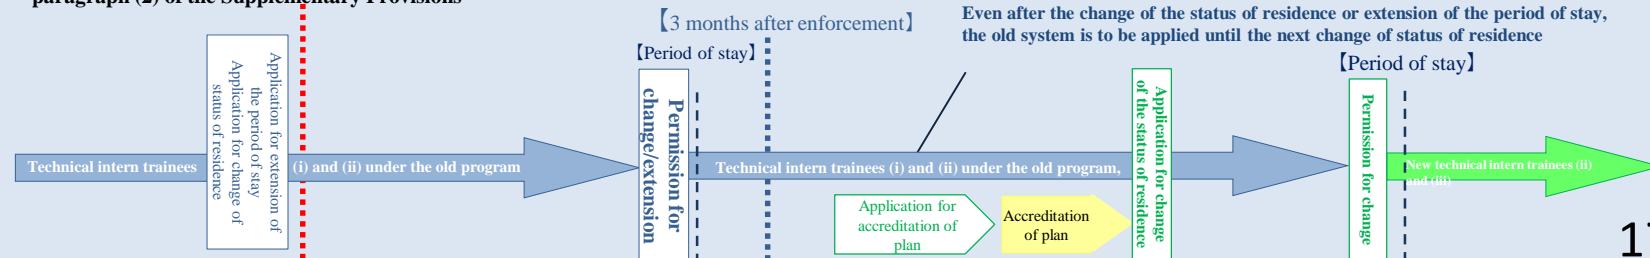 paragraph (2) of the Supplementary Provisions
【3 months after enforcement】
Even after the change of the status of residence or extension of the period of stay,
the old system is to be applied until the next change of status of residence
【Period of stay】
【Period of stay】
Technical intern trainees
Application for extension of
the period of stay
Application for change of
status of residence
(i) and (ii) under the old program
Permission for
change/extension
Technical intern trainees (i) and (ii) under the old program,
Application for
accreditation of
plan
Accreditation
of plan
Application for change
of the status of residence
Permission for change
New technical intern trainees (ii)
and (iii)